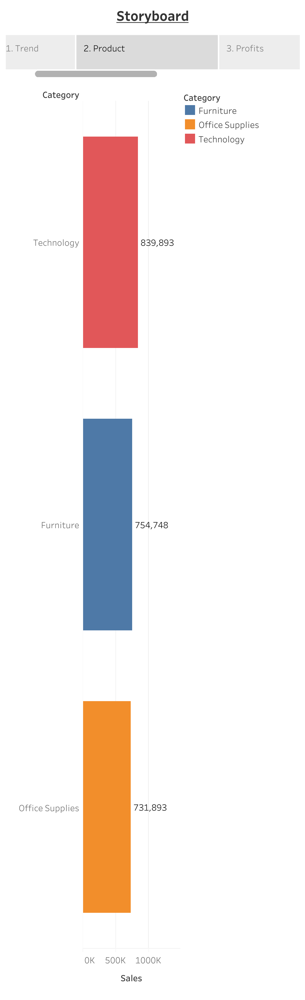 Storyboard
1. Trend
2. Product
3. Profits
Category
Category
Furniture
Office Supplies
Technology
Technology
839,893
Furniture
754,748
Office Supplies
731,893
0K 500K 1000K
Sales